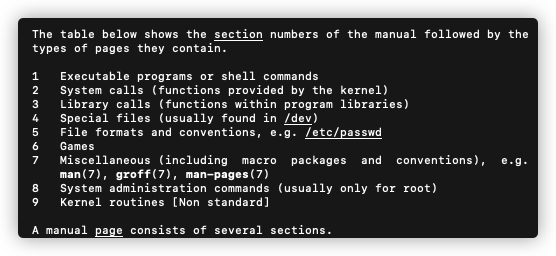 The table below shows the section numbers of the manual followed by the
types of pages they contain.
1 Executable programs or shell commands
2 System calls (functions provided by the kernel)
3 Library calls (functions within program libraries)
4 Special files (usually found in /dev)
5 File formats and conventions, e.g. /etc/passwd
6 Games
7 Miscellaneous (including macro packages and conventions), e.g.
man(7), groff(7), man-pages(7)
8 System administration commands (usually only for root)
9 Kernel routines [Non standard]
A manual page consists of several sections.